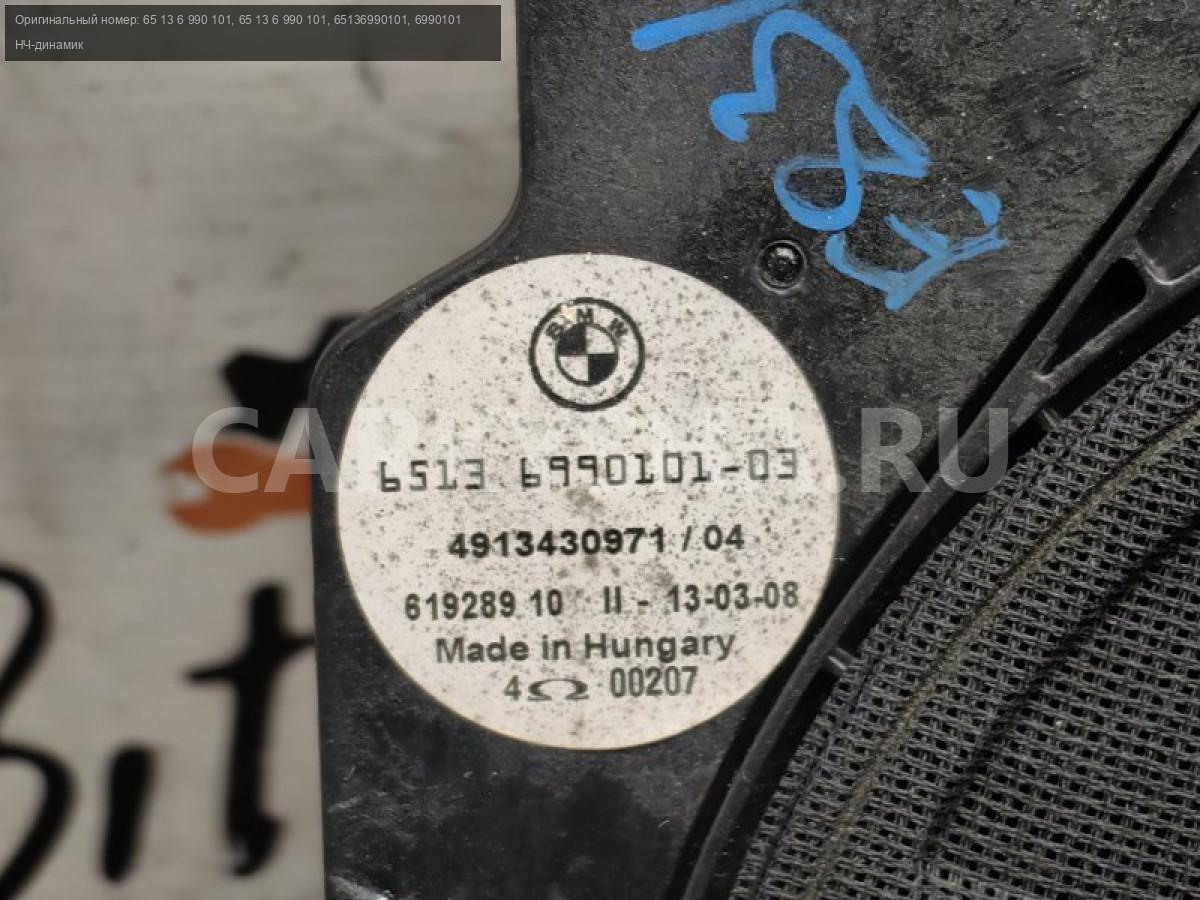 Оригинальный номер: 65 13 6 990 101, 65 13 6 990 101, 65136990101, 6990101
НЧ-динамик
BMW
6513 6990101-03
4913430971 / 04
619289 10 II - 13-03-08
Made in Hungary
4Ω 00207